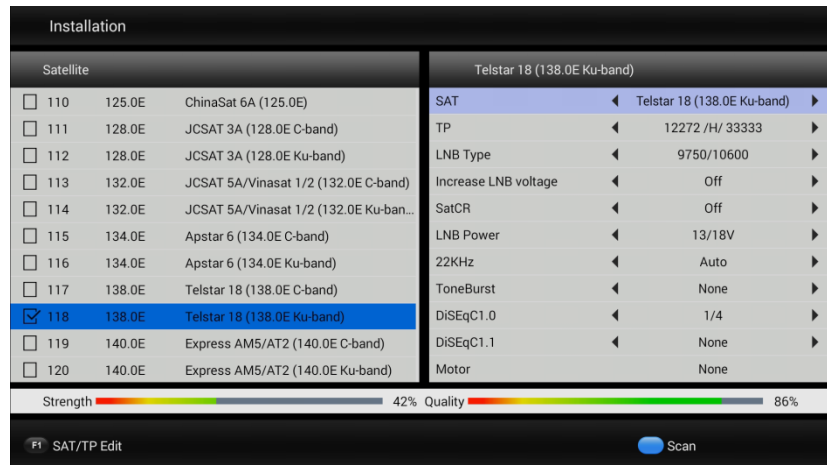 Installation
Satellite
110 125.0E ChinaSat 6A (125.0E)
111 128.0E JCSAT 3A (128.0E C-band)
112 128.0E JCSAT 3A (128.0E Ku-band)
113 132.0E JCSAT 5A/Vinasat 1/2 (132.0E C-band)
114 132.0E JCSAT 5A/Vinasat 1/2 (132.0E Ku-ban...
115 134.0E Apstar 6 (134.0E C-band)
116 134.0E Apstar 6 (134.0E Ku-band)
117 138.0E Telstar 18 (138.0E C-band)
118 138.0E Telstar 18 (138.0E Ku-band)
119 140.0E Express AM5/AT2 (140.0E C-band)
120 140.0E Express AM5/AT2 (140.0E Ku-band)
Telstar 18 (138.0E Ku-band)
SAT Telstar 18 (138.0E Ku-band)
TP 12272 /H/ 33333
LNB Type 9750/10600
Increase LNB voltage Off
SatCR Off
LNB Power 13/18V
22KHz Auto
ToneBurst None
DiSEqC1.0 1/4
DiSEqC1.1 None
Motor None
Strength 42% Quality 86%
F1 SAT/TP Edit Scan